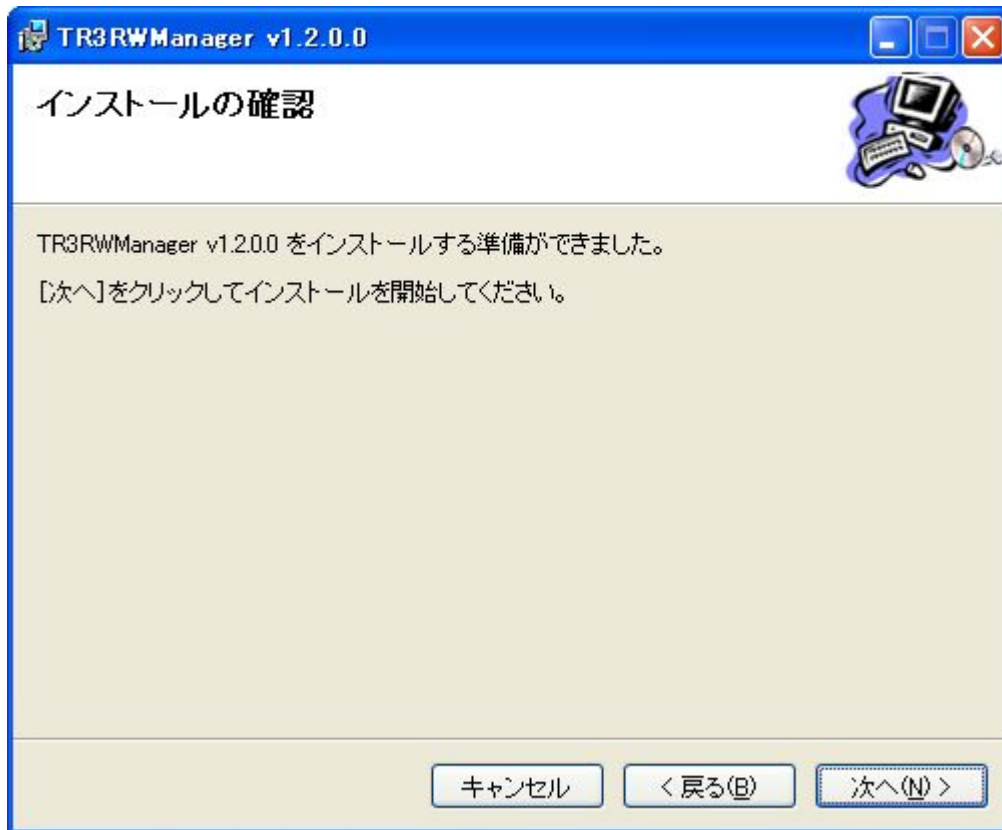 TR3RWManager v1.2.0.0
インストールの確認
TR3RWManager v1.2.0.0 をインストールする準備ができました。
[次へ]をクリックしてインストールを開始してください。
キャンセル
< 戻る(B)
次へ(N) >